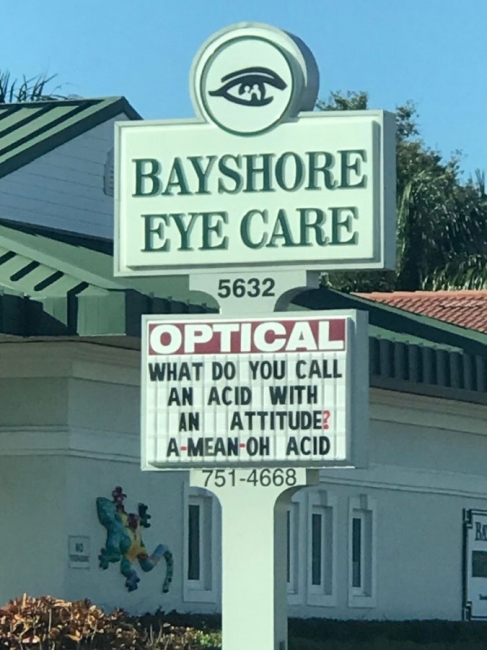 BAYSHORE
EYE CARE
5632
OPTICAL
WHAT DO YOU CALL
AN ACID WITH
AN ATTITUDE?
A-MEAN-OH ACID
751-4668
NO